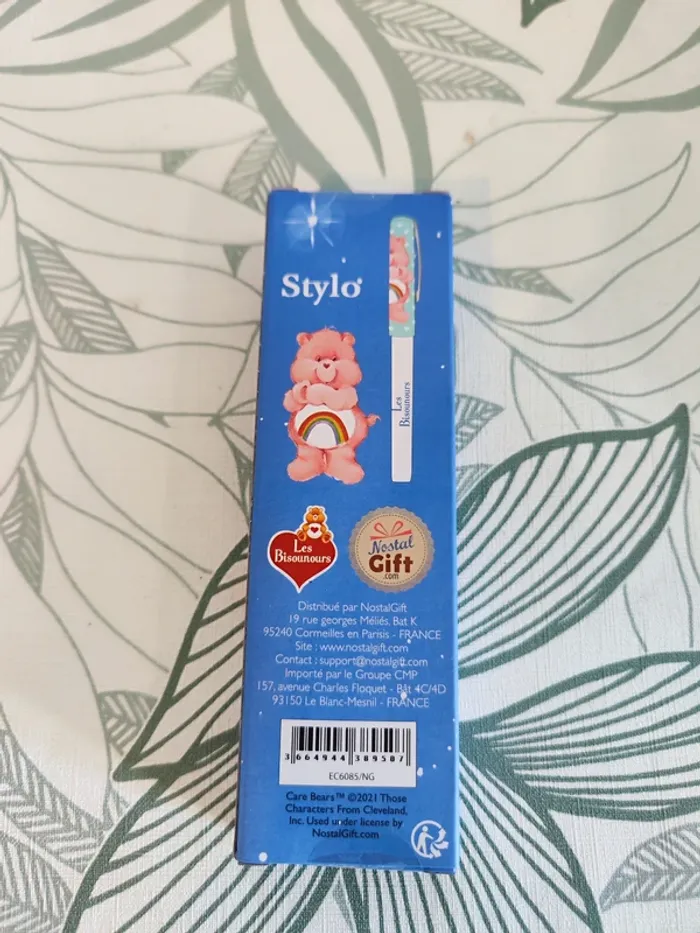 Stylo
Les
Bisounours
Les
Bisounours
Nostal
Gift
.com
Distribué par NostalGift
19 rue georges Méliés, Bat K
95240 Cormeilles en Parisis - FRANCE
Site : www.nostalgift.com
Contact : support@nostalgift.com
Importé par le Groupe CMP
157, avenue Charles Floquet - Bât 4C/4D
93150 Le Blanc-Mesnil - FRANCE
3 664944 389587
EC6085/NG
Care Bears™ ©2021 Those
Characters From Cleveland,
Inc. Used under license by
NostalGift.com